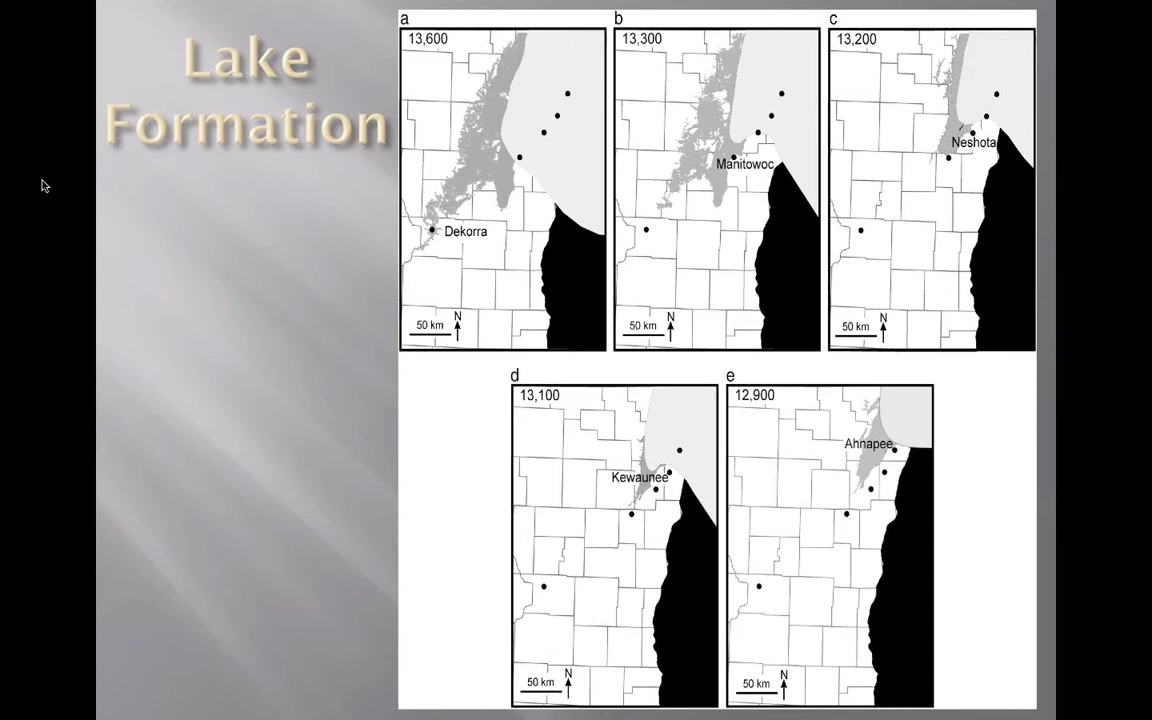 Lake
Formation
a
13,600
Dekorra
50 km
N
b
13,300
Manitowoc
50 km
N
c
13,200
Neshota
50 km
N
d
13,100
Kewaunee
50 km
N
e
12,900
Ahnapee
50 km
N